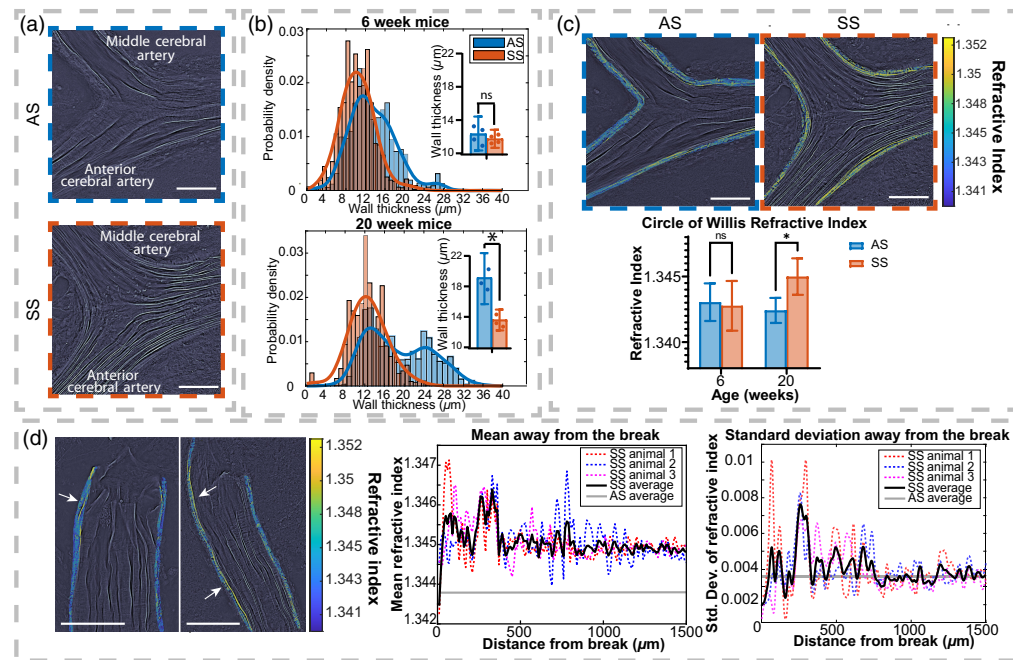 (a)
AS
Middle cerebral
artery
Anterior
cerebral artery
SS
Middle cerebral
artery
Anterior
cerebral artery
(b)
6 week mice
AS
SS
Probability density
0.03
0.02
0.01
0
Wall thickness (μm)
22
18
14
10
ns
0 4 8 12 16 20 24 28 32 36 40
Wall thickness (μm)
20 week mice
Probability density
0.03
0.02
0.01
0
Wall thickness (μm)
22
18
14
10
*
0 4 8 12 16 20 24 28 32 36 40
Wall thickness (μm)
(c)
AS
SS
1.352
1.35
1.348
1.345
1.343
1.341
Refractive Index
Circle of Willis Refractive Index
Refractive Index
1.345
1.340
ns
*
AS
SS
6 20
Age (weeks)
(d)
1.352
1.35
1.348
1.345
1.343
1.341
Refractive index
Mean away from the break
Mean refractive index
1.347
1.346
1.345
1.344
1.342
SS animal 1
SS animal 2
SS animal 3
SS average
AS average
0 500 1000 1500
Distance from break (μm)
Standard deviation away from the break
Std. Dev. of refractive index
0.01
0.008
0.006
0.004
0.002
SS animal 1
SS animal 2
SS animal 3
SS average
AS average
0 500 1000 1500
Distance from break (μm)